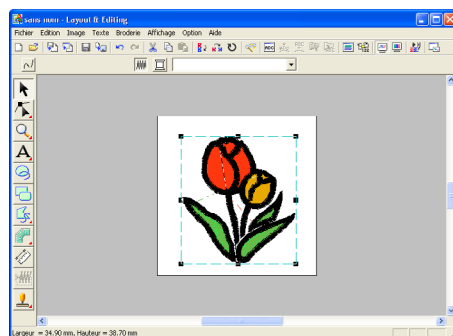 sans nom - Layout & Editing
Fichier Edition Image Texte Broderie Affichage Option Aide
ABC
A
Largeur = 34.90 mm, Hauteur = 38.70 mm